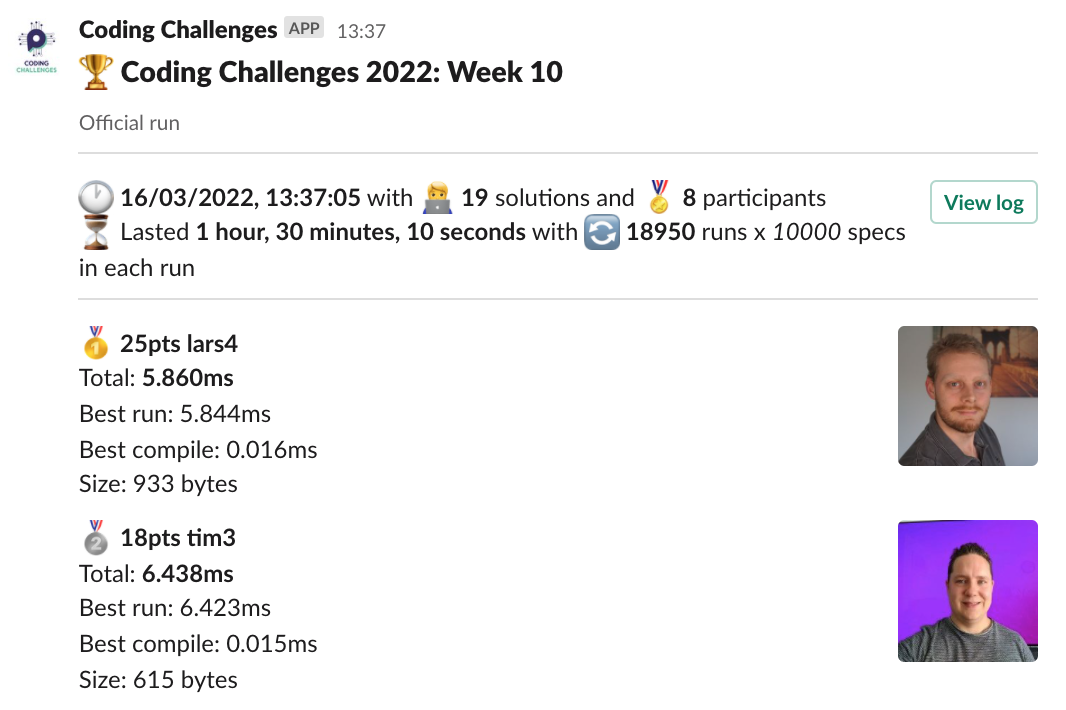 Coding Challenges APP 13:37
CODING
CHALLENGES
Coding Challenges 2022: Week 10
Official run
16/03/2022, 13:37:05 with 19 solutions and 8 participants
View log
Lasted 1 hour, 30 minutes, 10 seconds with 18950 runs x 10000 specs
in each run
1 25pts lars4
Total: 5.860ms
Best run: 5.844ms
Best compile: 0.016ms
Size: 933 bytes
2 18pts tim3
Total: 6.438ms
Best run: 6.423ms
Best compile: 0.015ms
Size: 615 bytes